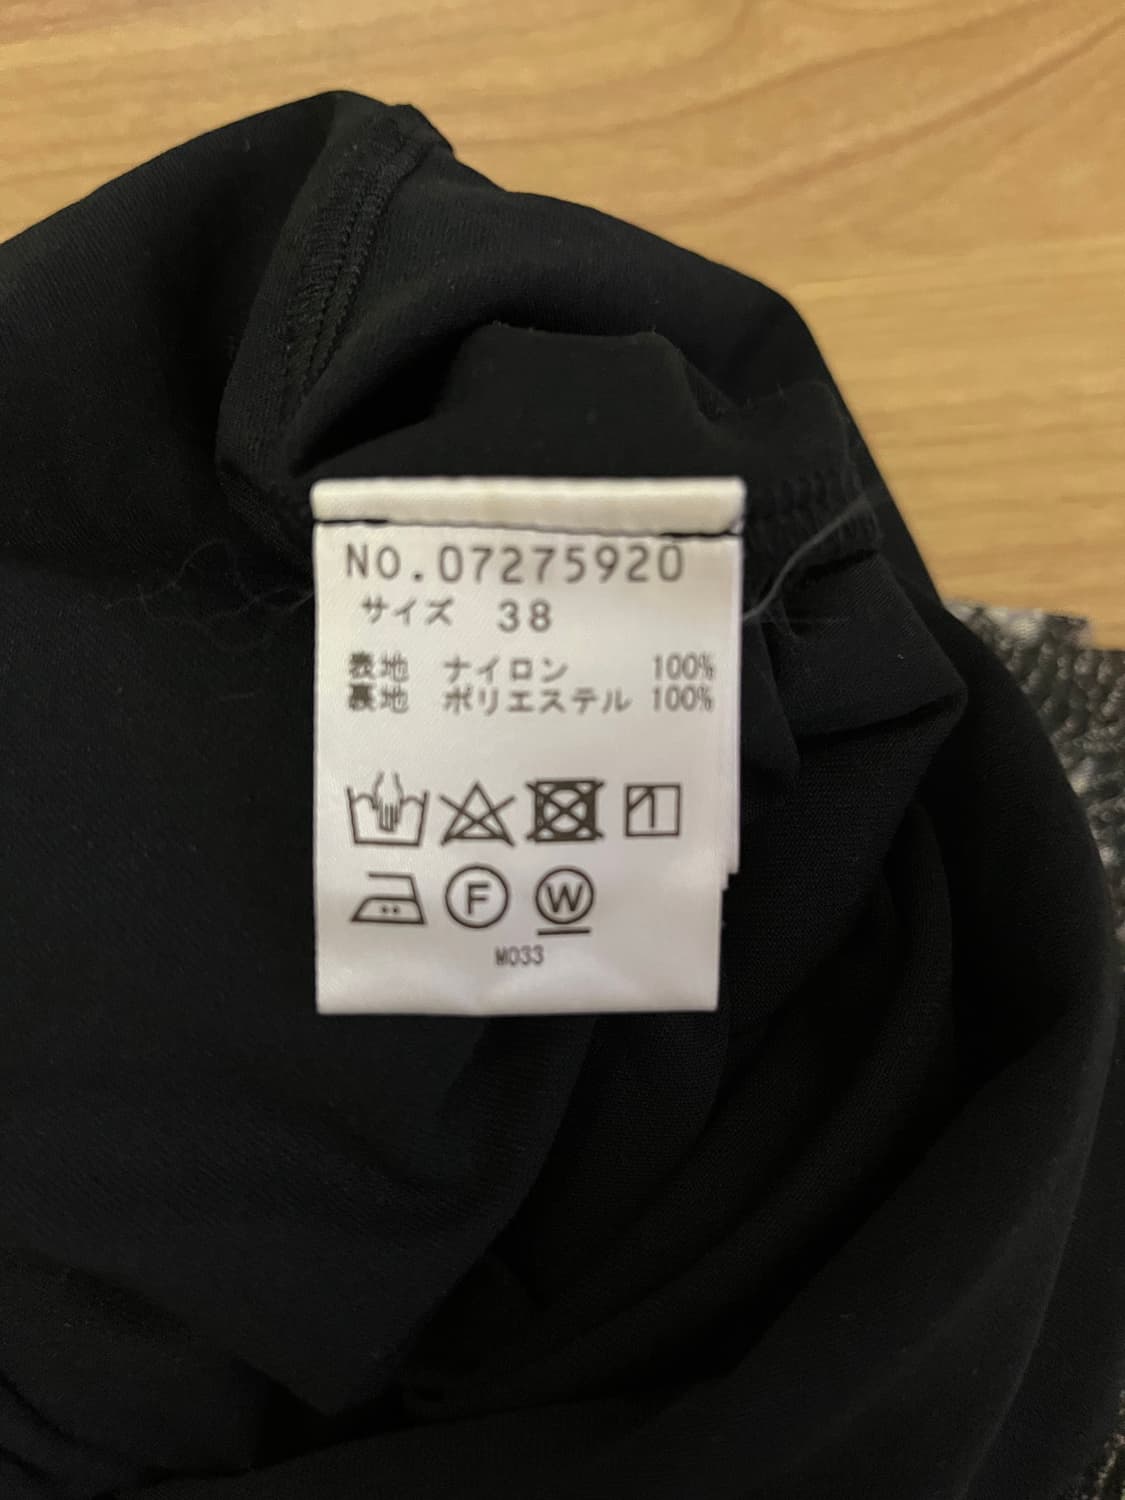 NO.07275920
サイズ 38
表地 ナイロン 100%
裏地 ポリエステル 100%
F W
M033